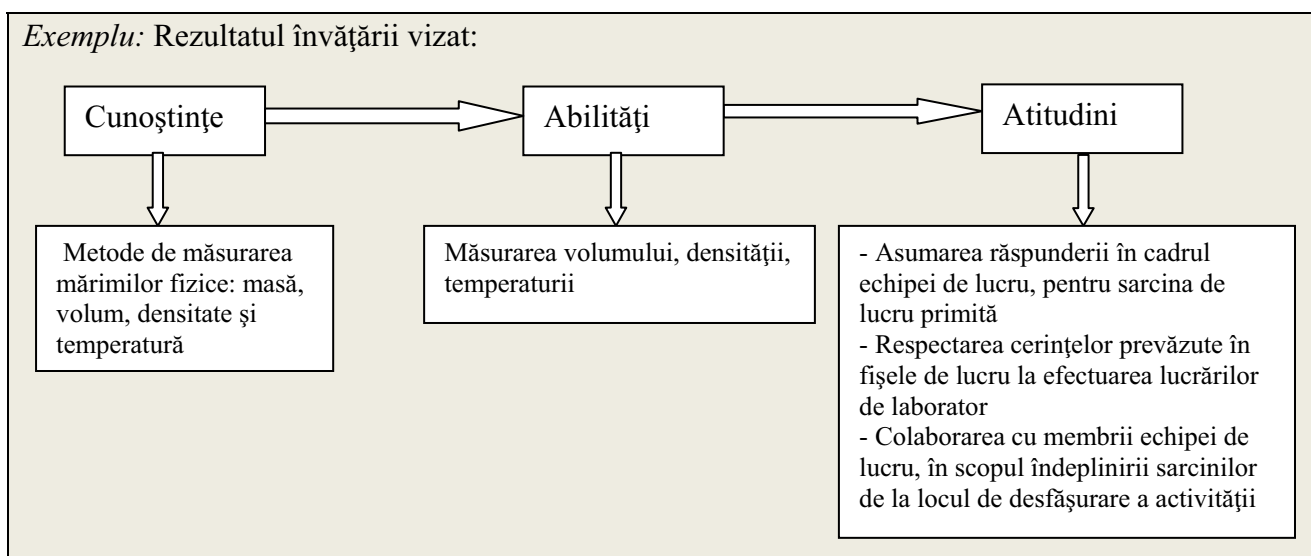 Exemplu: Rezultatul învăţării vizat:
Cunoştinţe
Abilităţi
Atitudini
Metode de măsurarea
mărimilor fizice: masă,
volum, densitate şi
temperatură
Măsurarea volumului, densităţii,
temperaturii
- Asumarea răspunderii în cadrul
echipei de lucru, pentru sarcina de
lucru primită
- Respectarea cerinţelor prevăzute în
fişele de lucru la efectuarea lucrărilor
de laborator
- Colaborarea cu membrii echipei de
lucru, în scopul îndeplinirii sarcinilor
de la locul de desfăşurare a activităţii